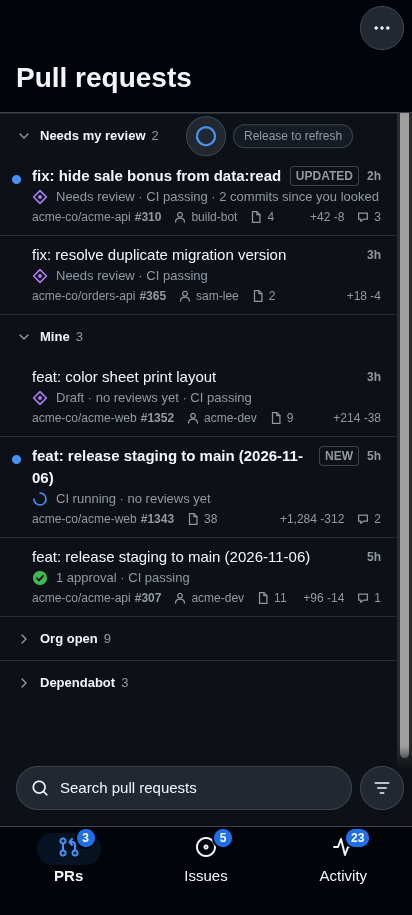 Pull requests
Needs my review 2
Release to refresh
fix: hide sale bonus from data:read UPDATED 2h
Needs review · CI passing · 2 commits since you looked
acme-co/acme-api #310 build-bot 4 +42 -8 3
fix: resolve duplicate migration version 3h
Needs review · CI passing
acme-co/orders-api #365 sam-lee 2 +18 -4
Mine 3
feat: color sheet print layout 3h
Draft · no reviews yet · CI passing
acme-co/acme-web #1352 acme-dev 9 +214 -38
feat: release staging to main (2026-11- NEW 5h
06)
CI running · no reviews yet
acme-co/acme-web #1343 38 +1,284 -312 2
feat: release staging to main (2026-11-06) 5h
1 approval · CI passing
acme-co/acme-api #307 acme-dev 11 +96 -14 1
Org open 9
Dependabot 3
Search pull requests
3 5 23
PRs Issues Activity